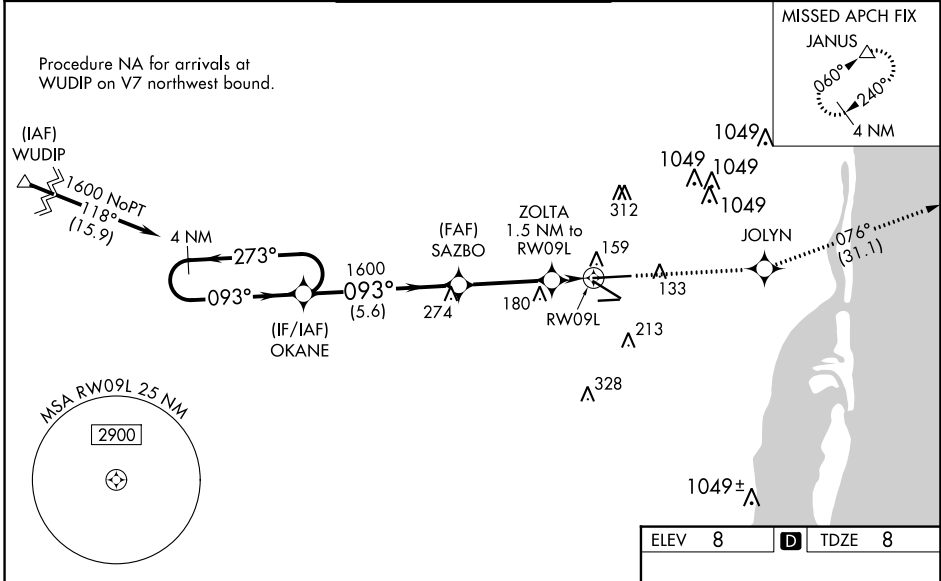 Procedure NA for arrivals at
WUDIP on V7 northwest bound.
MISSED APCH FIX
JANUS
060°
240°
4 NM
(IAF)
WUDIP
1600 NoPT
118°
(15.9)
4 NM
273°
093°
(IF/IAF)
OKANE
1600
093°
(5.6)
(FAF)
SAZBO
274
ZOLTA
1.5 NM to
RW09L
180
159
RW09L
312
133
213
328
1049
1049
1049
1049
JOLYN
076°
(31.1)
1049±
MSA RW09L 25 NM
2900
ELEV 8
D
TDZE 8